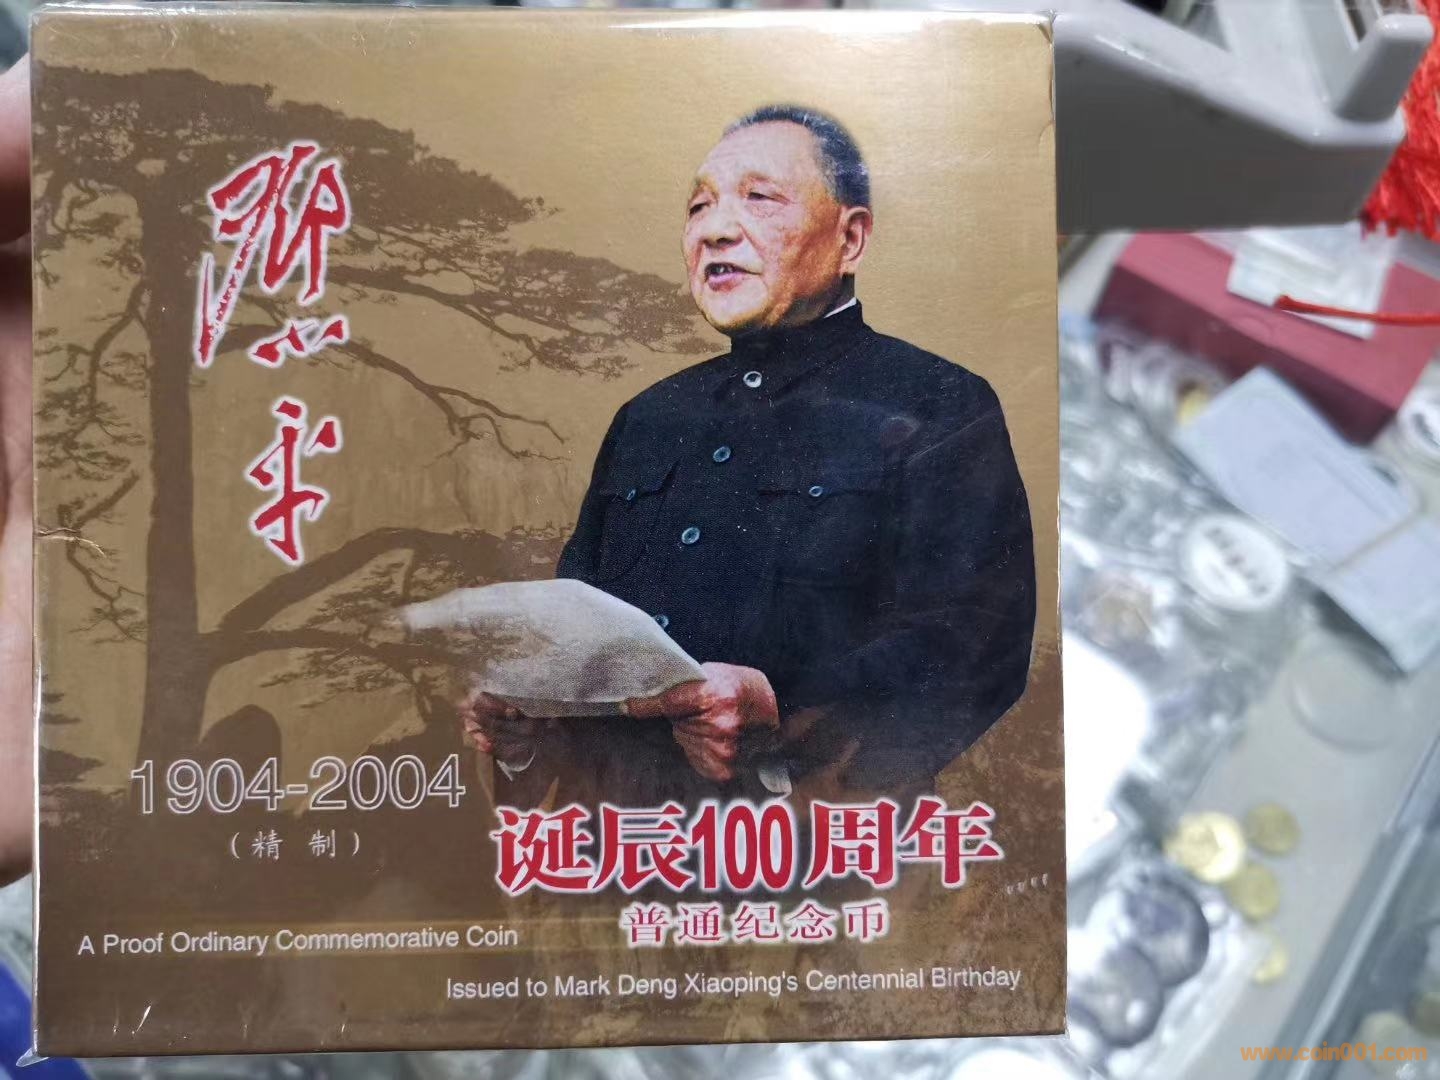 邓小平
1904-2004
（精 制）
诞辰100周年
普通纪念币
A Proof Ordinary Commemorative Coin
Issued to Mark Deng Xiaoping's Centennial Birthday
www.coin001.com